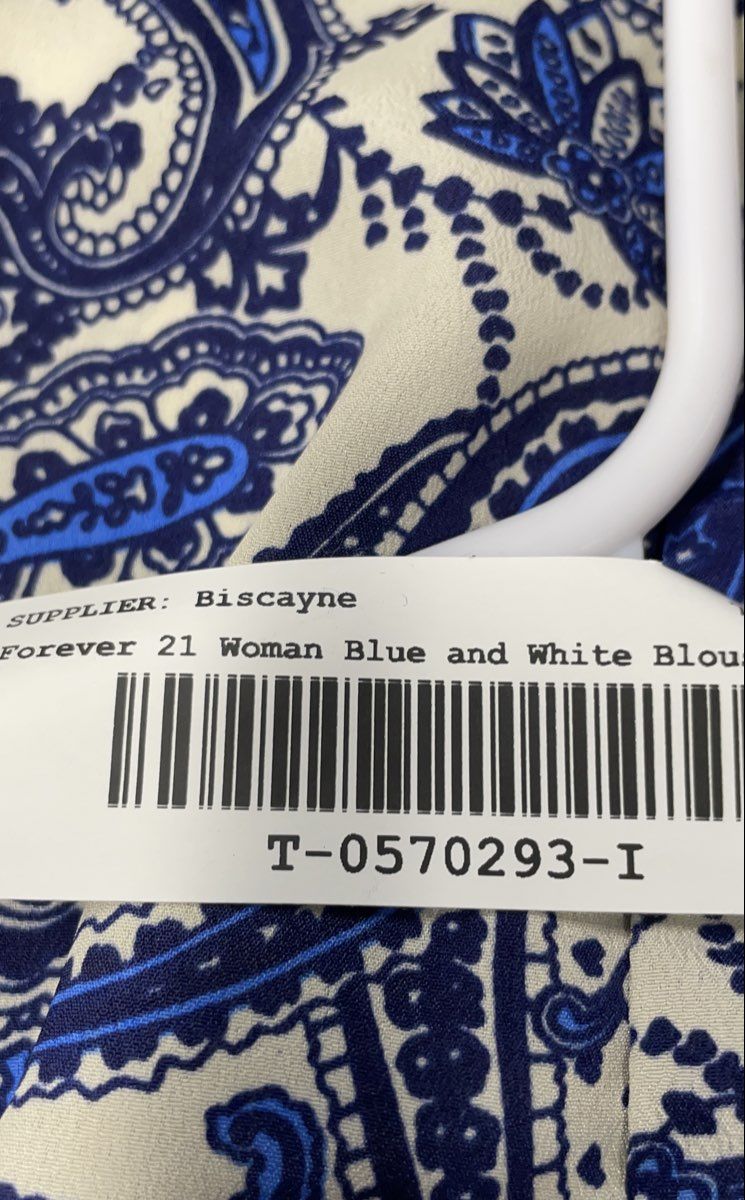 SUPPLIER: Biscayne
Forever 21 Woman Blue and White
T-0570293-I